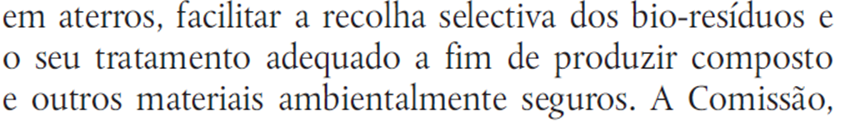 em aterros, facilitar a recolha selectiva dos bio-resíduos e
o seu tratamento adequado a fim de produzir composto
e outros materiais ambientalmente seguros. A Comissão,